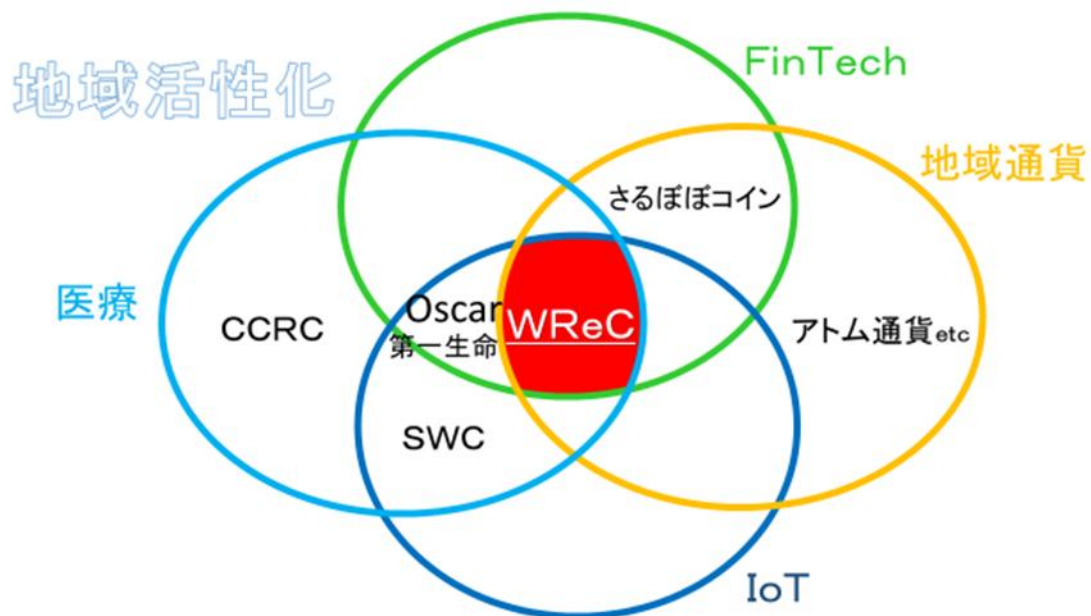 地域活性化
FinTech
地域通貨
さるぼぼコイン
医療
CCRC
Oscar
第一生命
WReC
アトム通貨etc
SWC
IoT